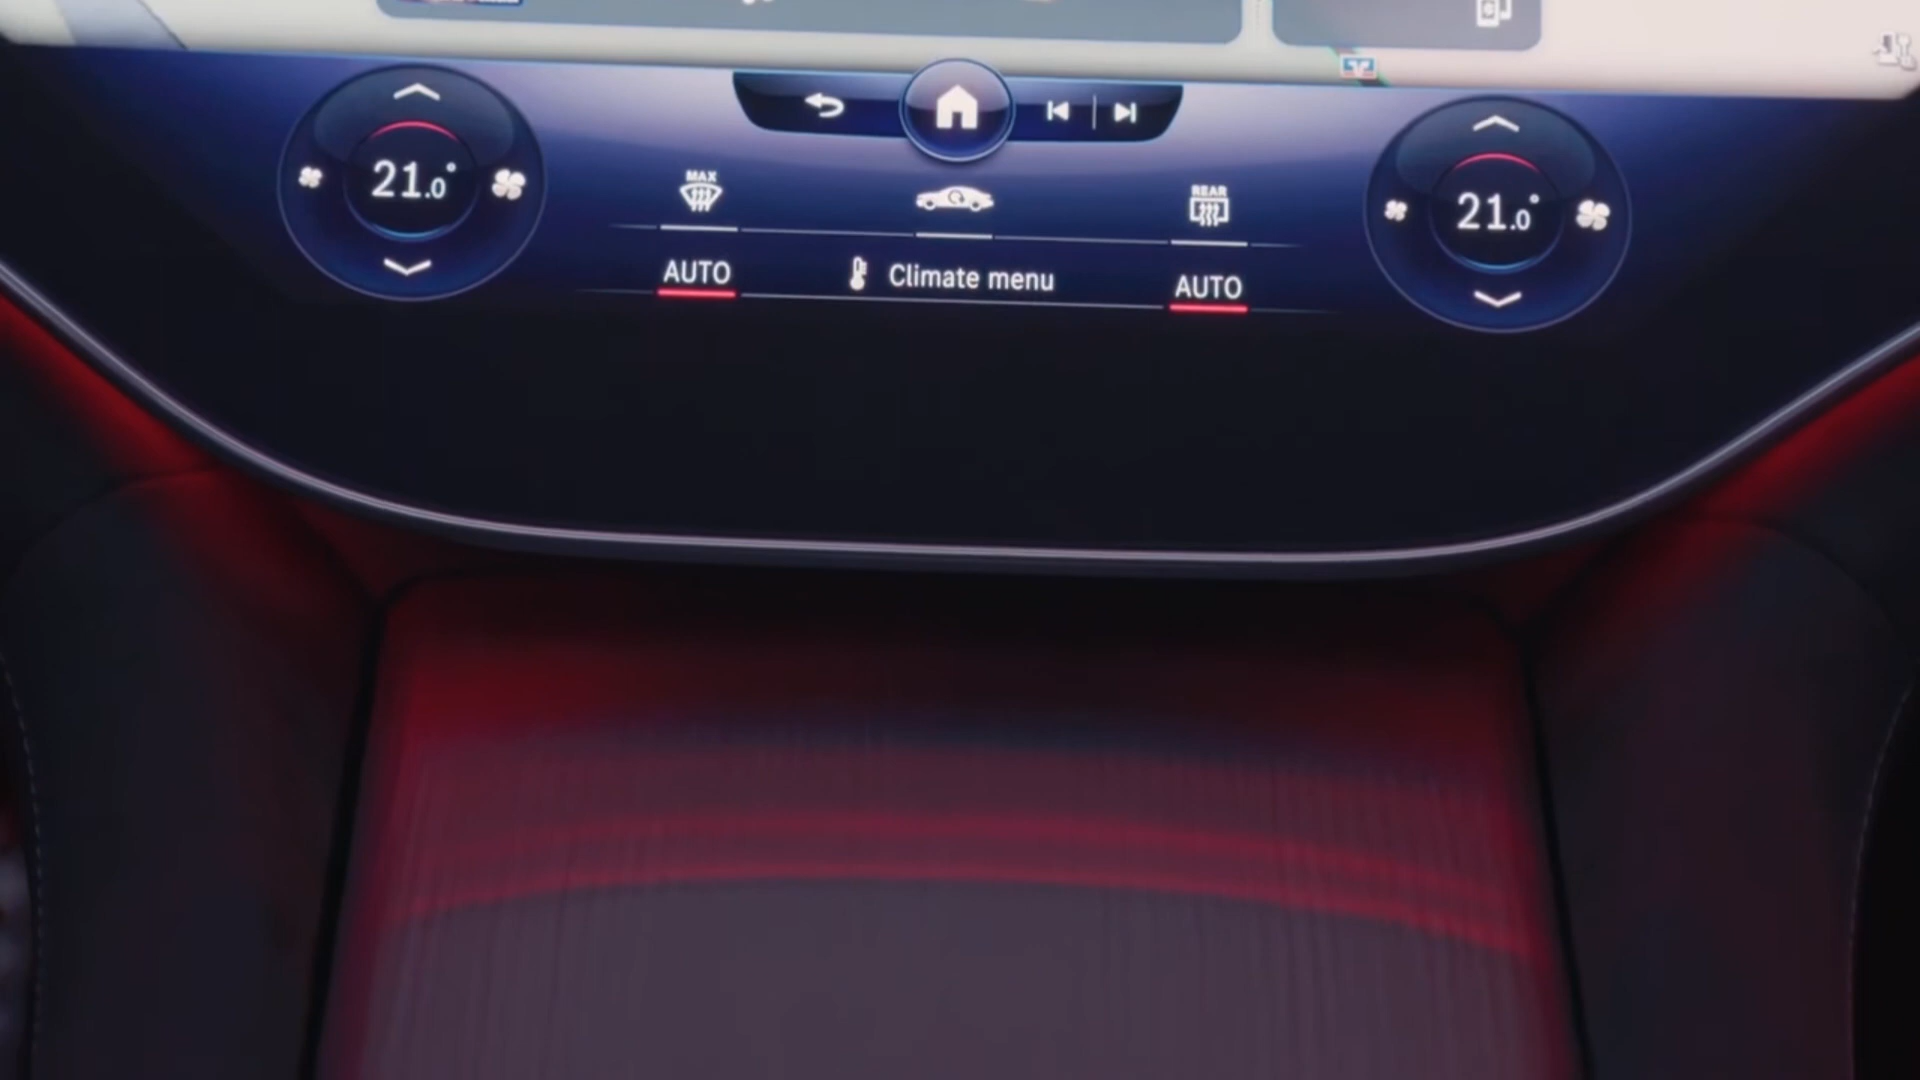 21.0°
MAX
REAR
21.0°
AUTO
Climate menu
AUTO